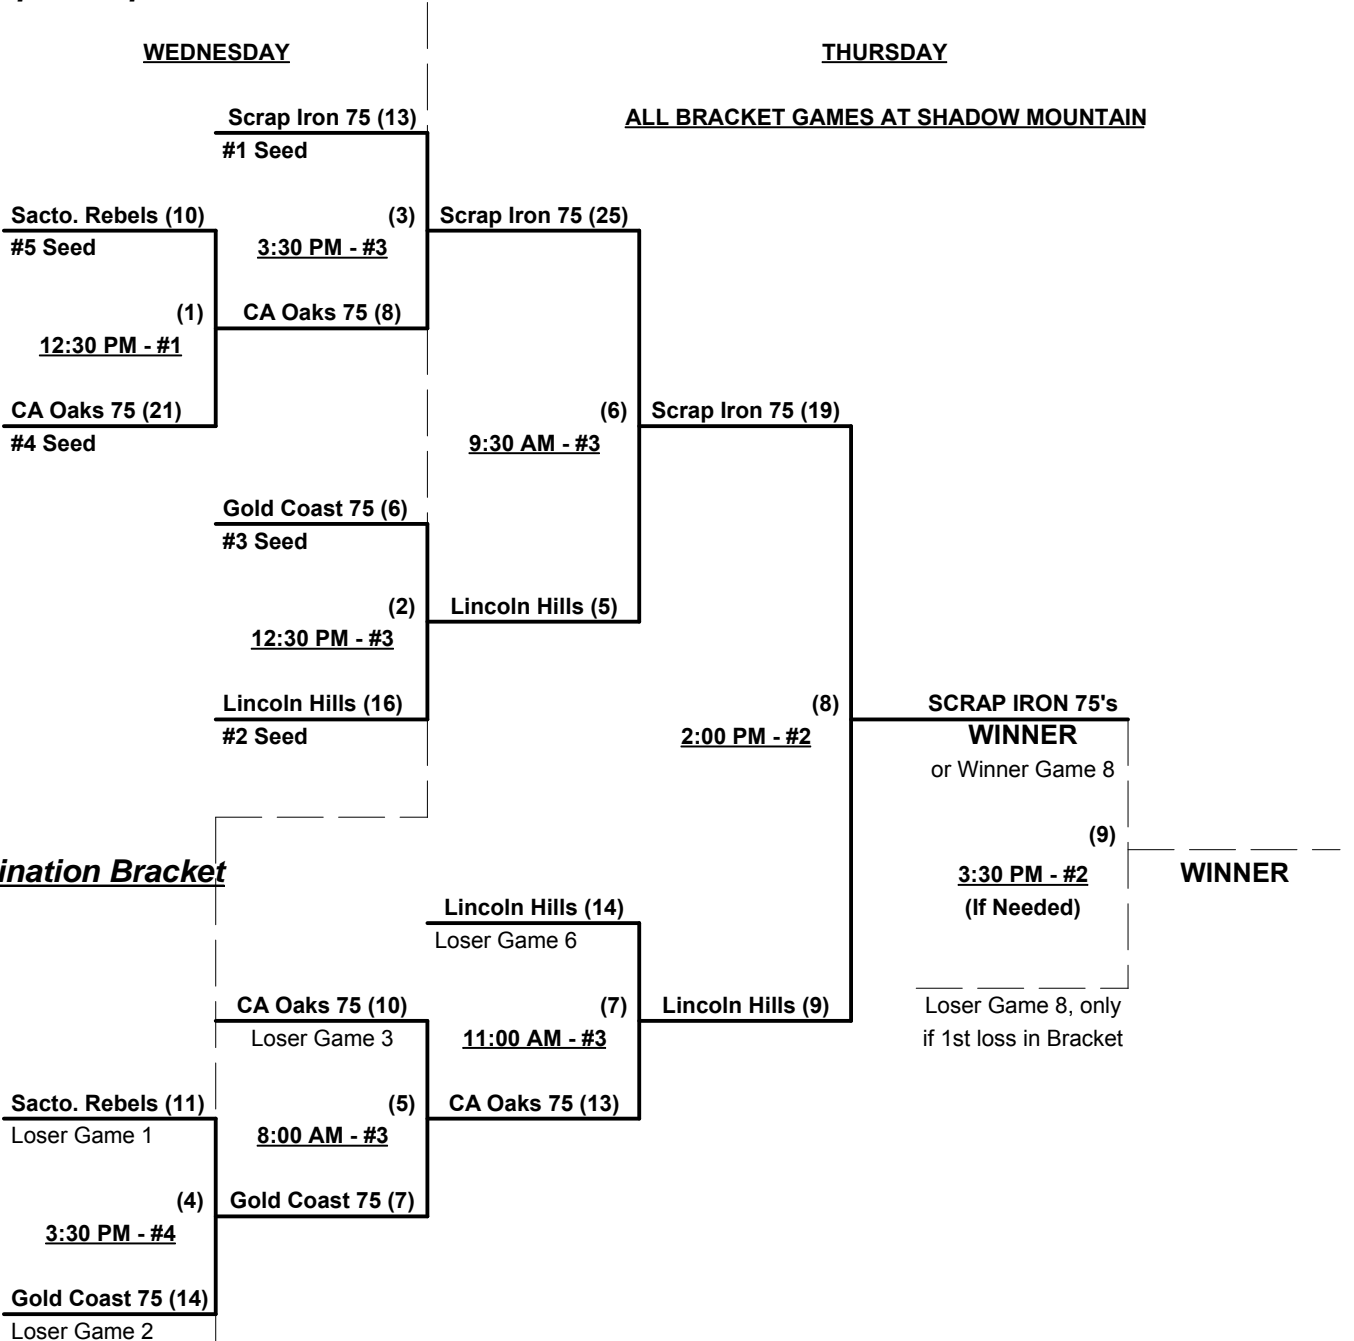 WEDNESDAY
THURSDAY
Scrap Iron 75 (13)
ALL BRACKET GAMES AT SHADOW MOUNTAIN
#1 Seed
Sacto. Rebels (10)
(3)
Scrap Iron 75 (25)
#5 Seed
3:30 PM - #3
(1)
CA Oaks 75 (8)
12:30 PM - #1
CA Oaks 75 (21)
(6)
Scrap Iron 75 (19)
#4 Seed
9:30 AM - #3
Gold Coast 75 (6)
#3 Seed
(2)
Lincoln Hills (5)
12:30 PM - #3
Lincoln Hills (16)
(8)
SCRAP IRON 75's
#2 Seed
2:00 PM - #2
WINNER
or Winner Game 8
(9)
ination Bracket
3:30 PM - #2
WINNER
Lincoln Hills (14)
(If Needed)
Loser Game 6
CA Oaks 75 (10)
(7)
Lincoln Hills (9)
Loser Game 8, only
Loser Game 3
11:00 AM - #3
if 1st loss in Bracket
Sacto. Rebels (11)
(5)
CA Oaks 75 (13)
Loser Game 1
8:00 AM - #3
(4)
Gold Coast 75 (7)
3:30 PM - #4
Gold Coast 75 (14)
Loser Game 2